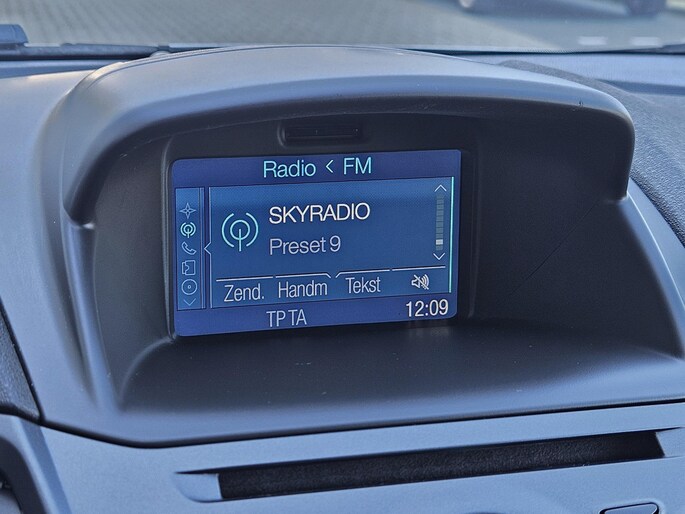 Radio < FM
SKYRADIO
Preset 9
Zend. Handm Tekst
TP TA 12:09